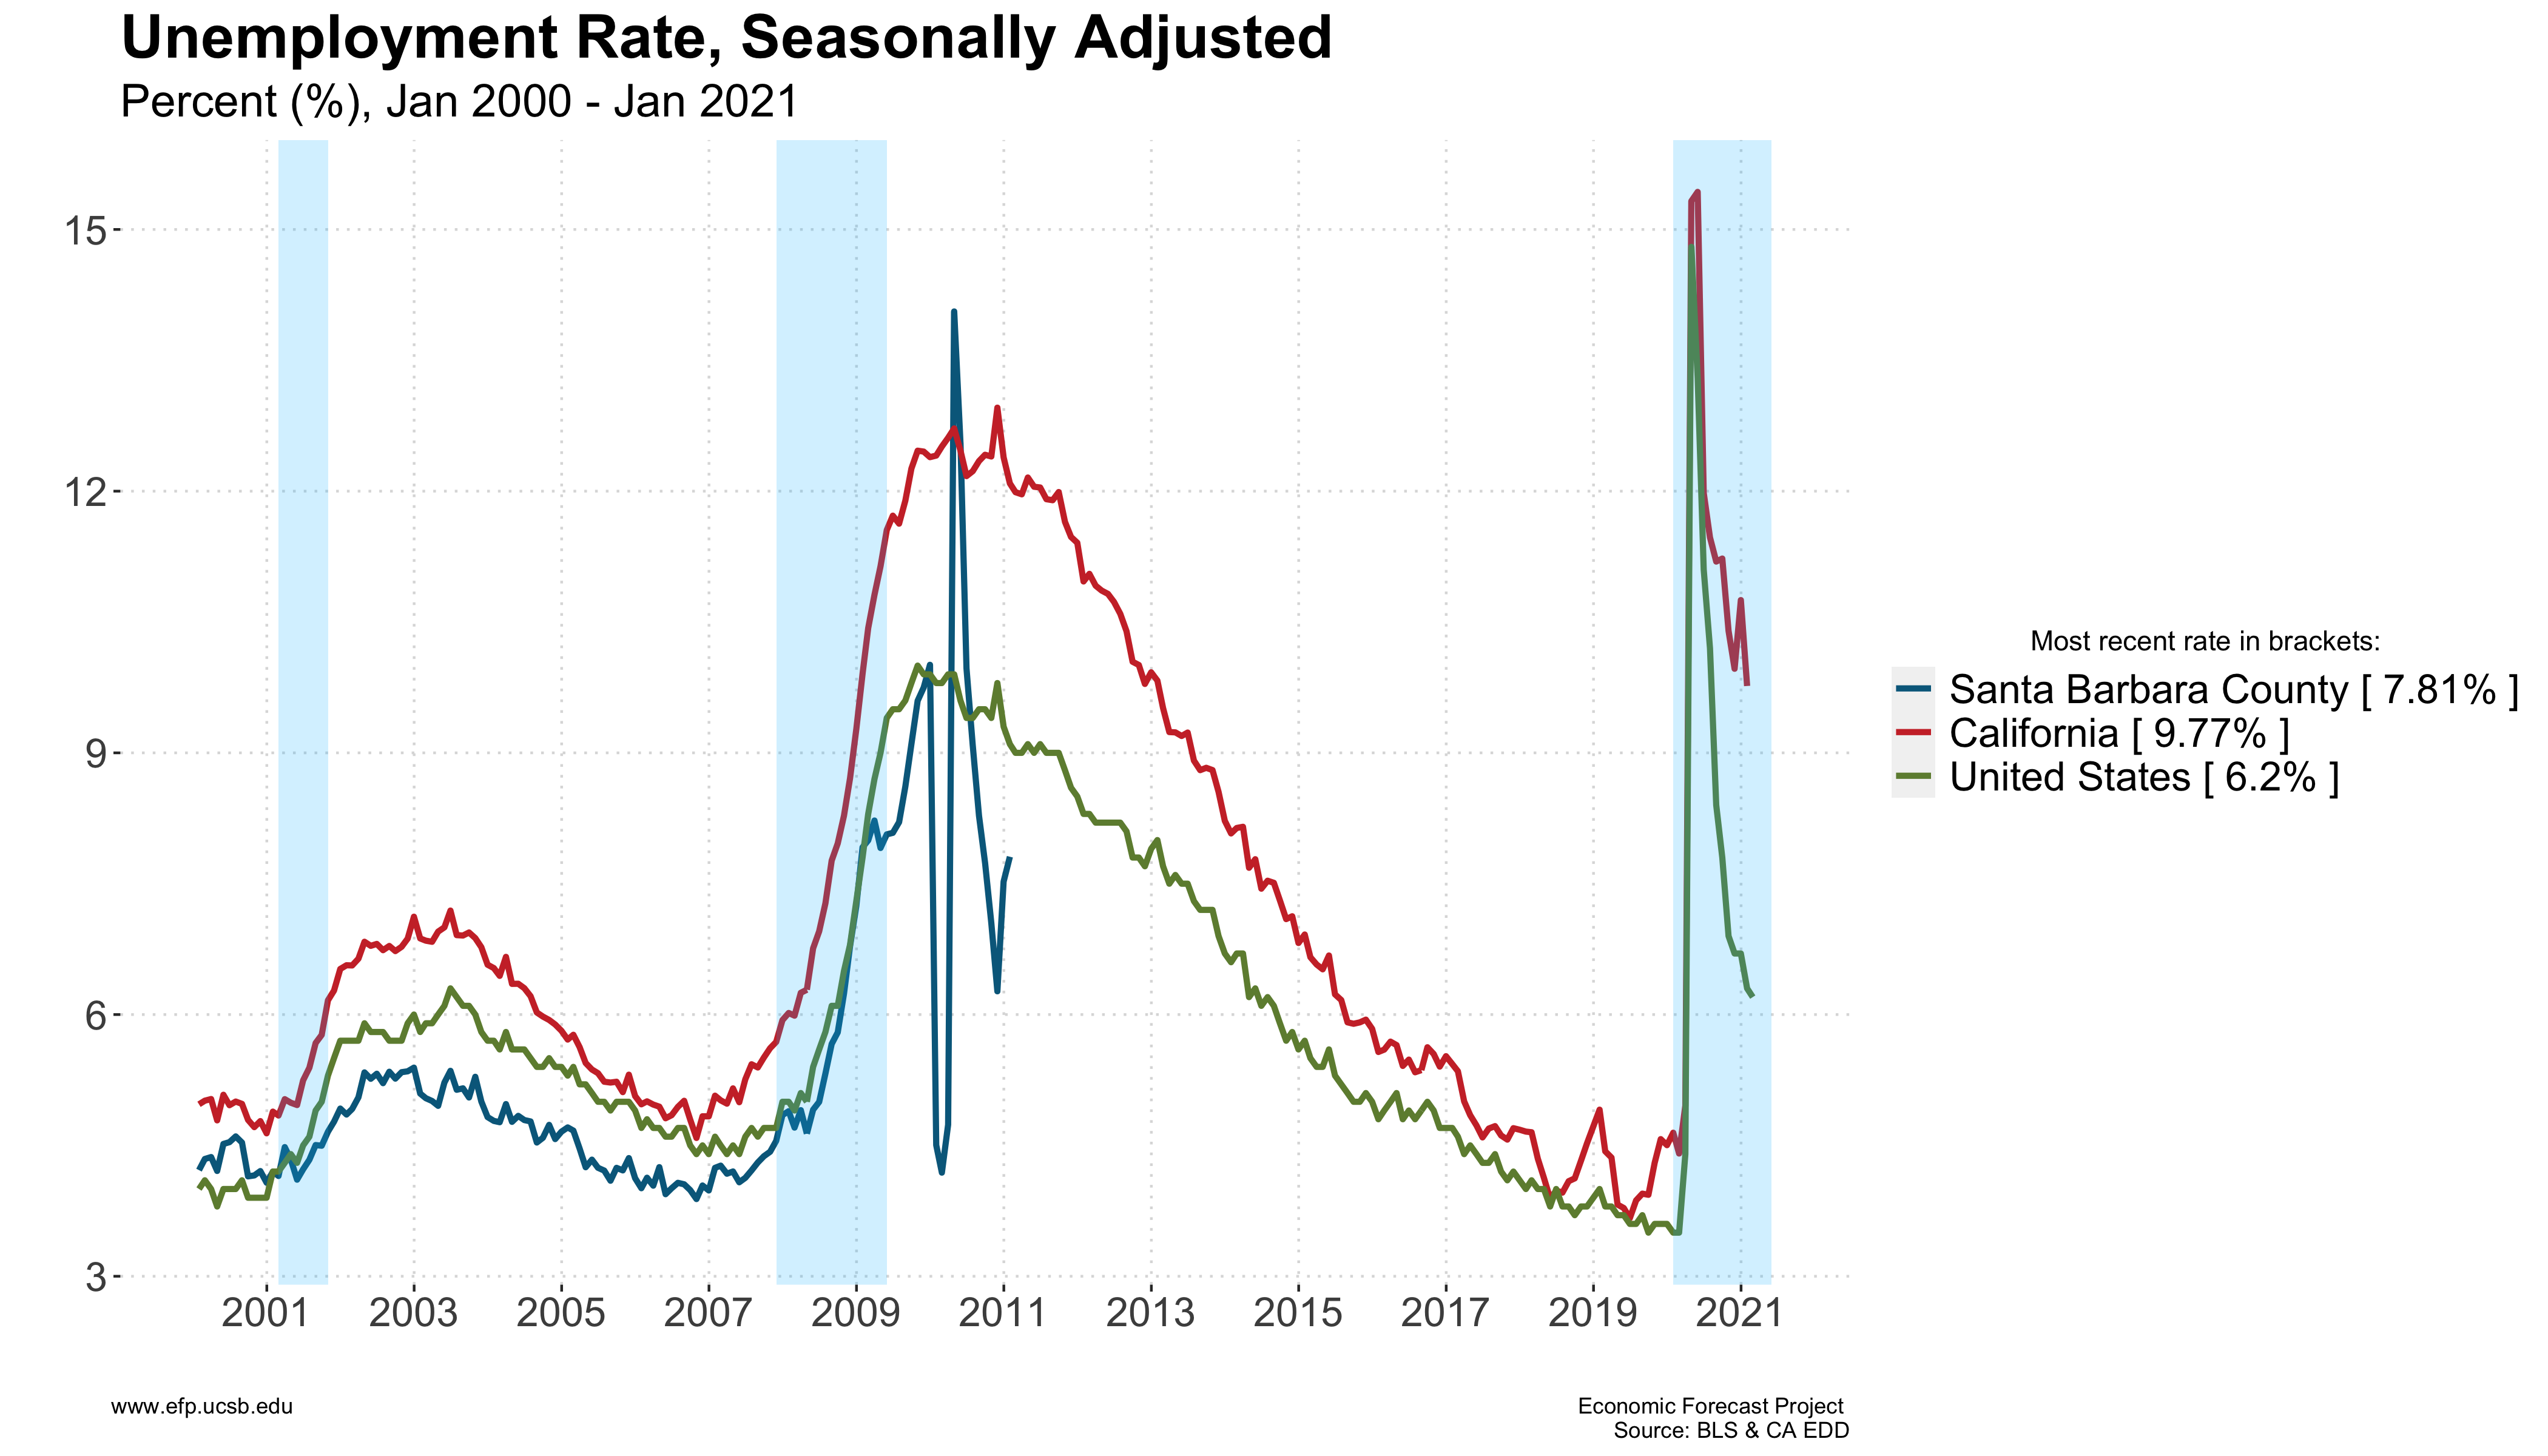 Unemployment Rate, Seasonally Adjusted
Percent (%), Jan 2000 - Jan 2021
15
12
9
6
3
2001 2003 2005 2007 2009 2011 2013 2015 2017 2019 2021
Most recent rate in brackets:
Santa Barbara County [ 7.81% ]
California [ 9.77% ]
United States [ 6.2% ]
www.efp.ucsb.edu
Economic Forecast Project
Source: BLS & CA EDD